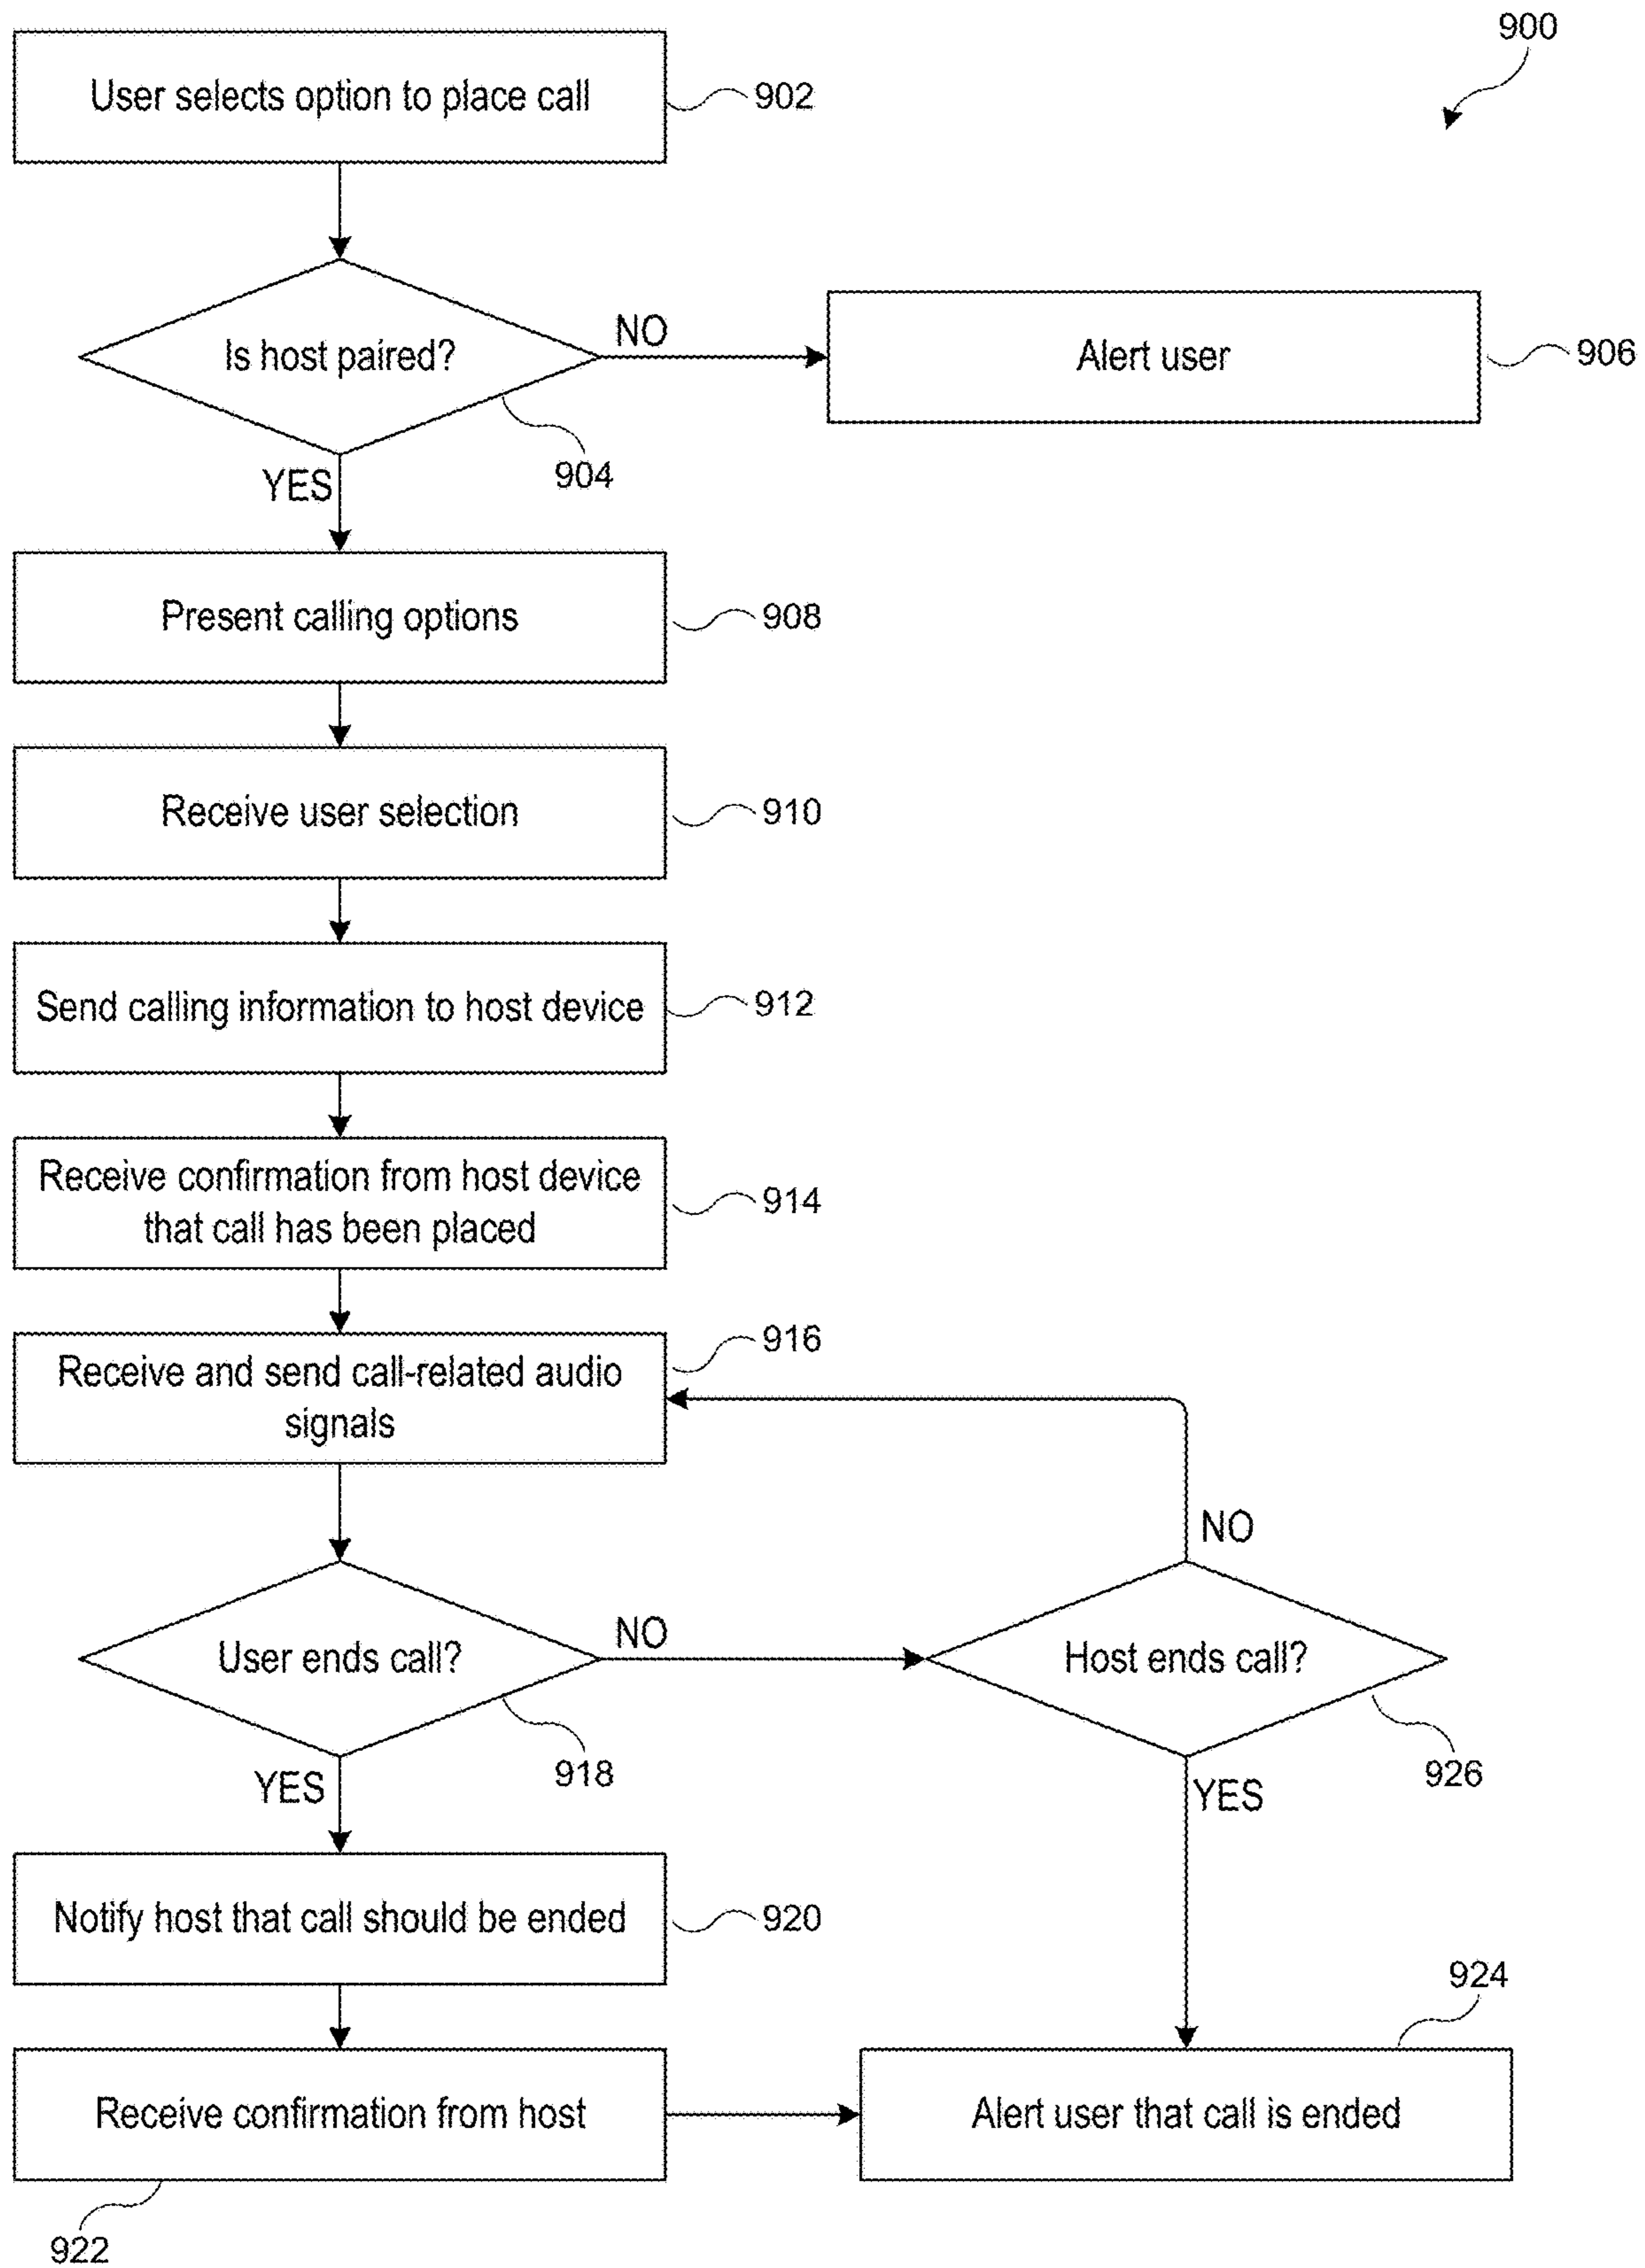 900
User selects option to place call
902
Is host paired?
NO
Alert user
906
904
YES
Present calling options
908
Receive user selection
910
Send calling information to host device
912
Receive confirmation from host device
that call has been placed
914
916
Receive and send call-related audio
signals
NO
User ends call?
NO
Host ends call?
918
926
YES
YES
Notify host that call should be ended
920
924
Receive confirmation from host
Alert user that call is ended
922